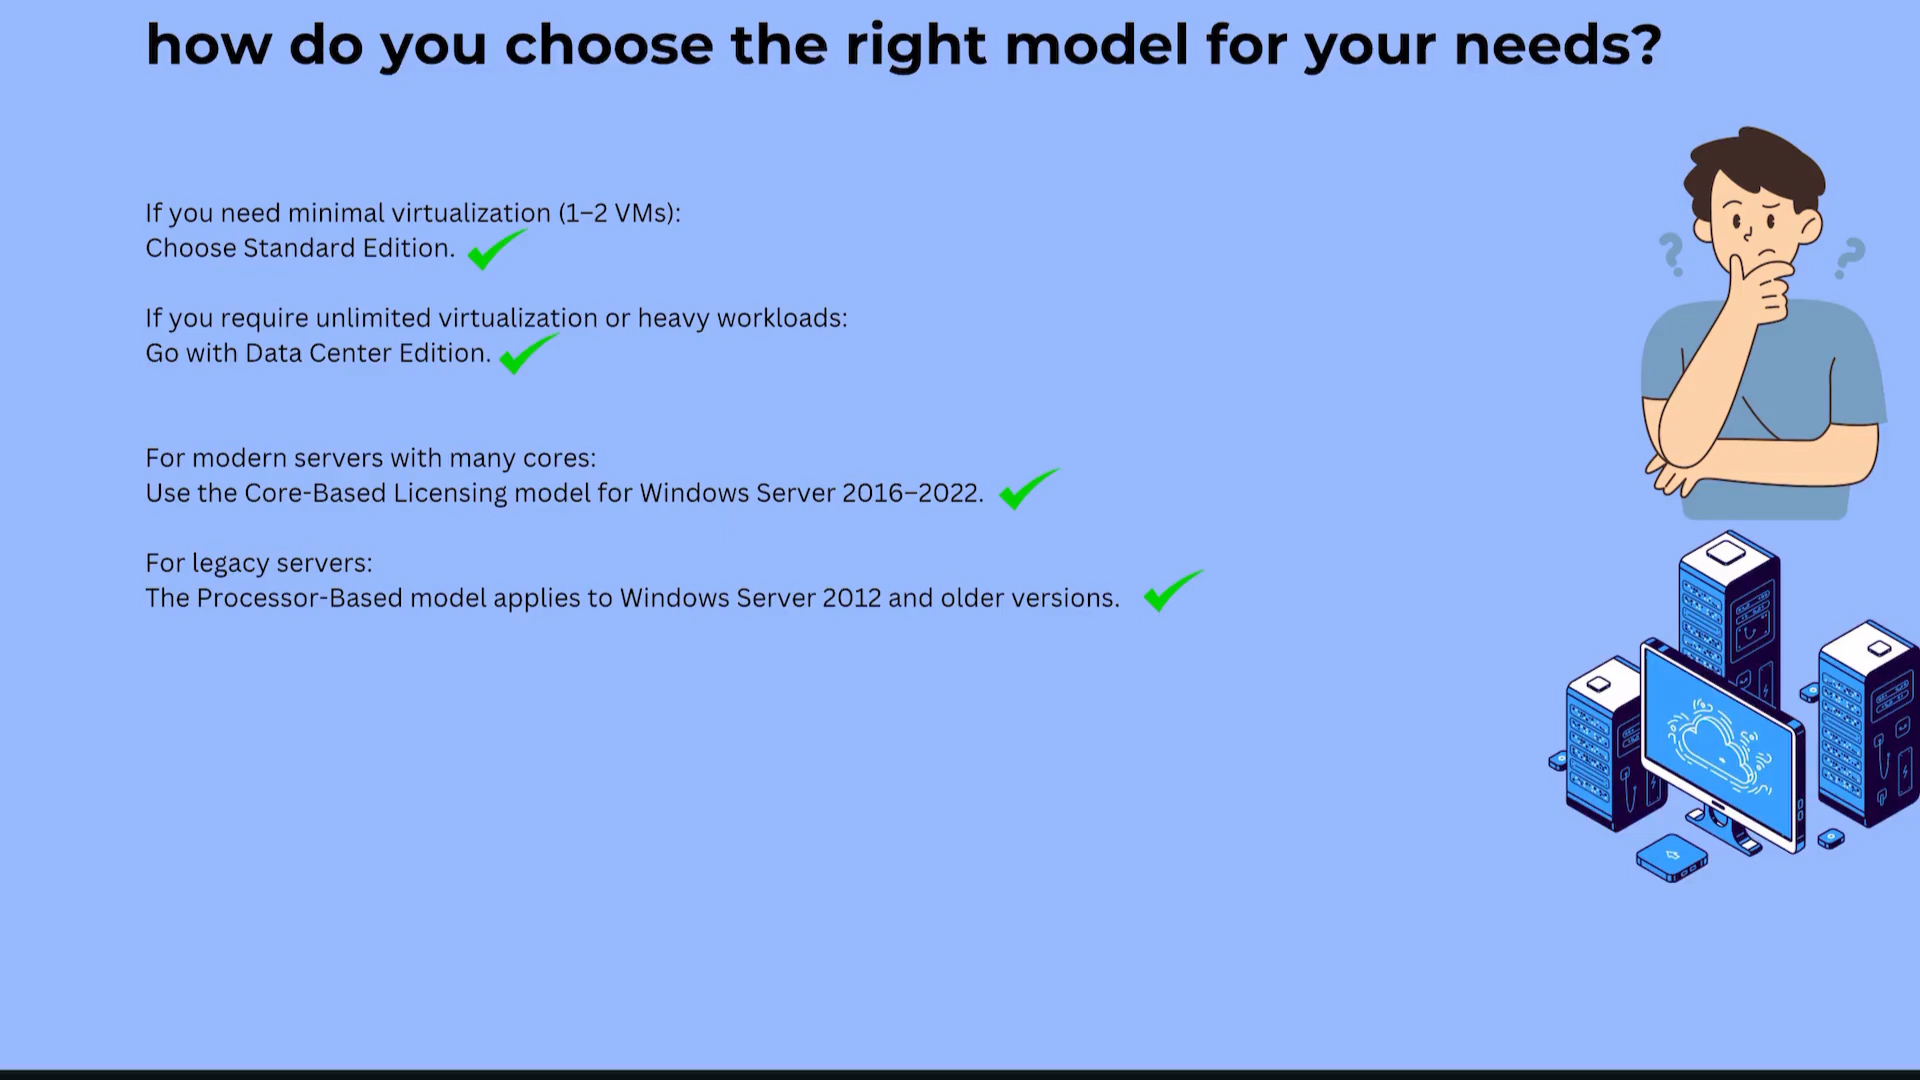 how do you choose the right model for your needs?
If you need minimal virtualization (1–2 VMs):
Choose Standard Edition.
If you require unlimited virtualization or heavy workloads:
Go with Data Center Edition.
For modern servers with many cores:
Use the Core-Based Licensing model for Windows Server 2016–2022.
For legacy servers:
The Processor-Based model applies to Windows Server 2012 and older versions.